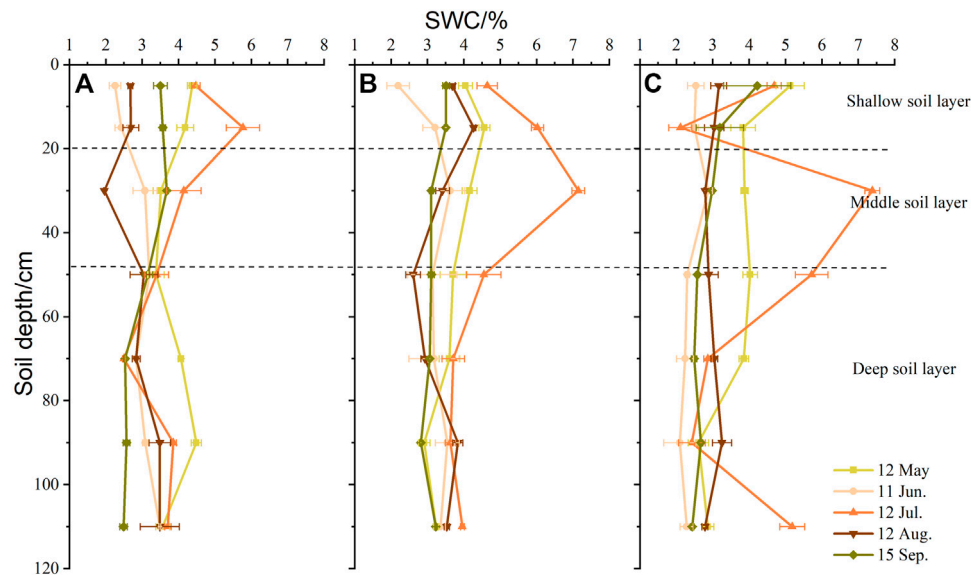 SWC/%
1 2 3 4 5 6 7 8 1 2 3 4 5 6 7 8 1 2 3 4 5 6 7 8
0
A B C
Shallow soil layer
20
Middle soil layer
40
Soil depth/cm
60
Deep soil layer
80
100
120
12 May
11 Jun.
12 Jul.
12 Aug.
15 Sep.